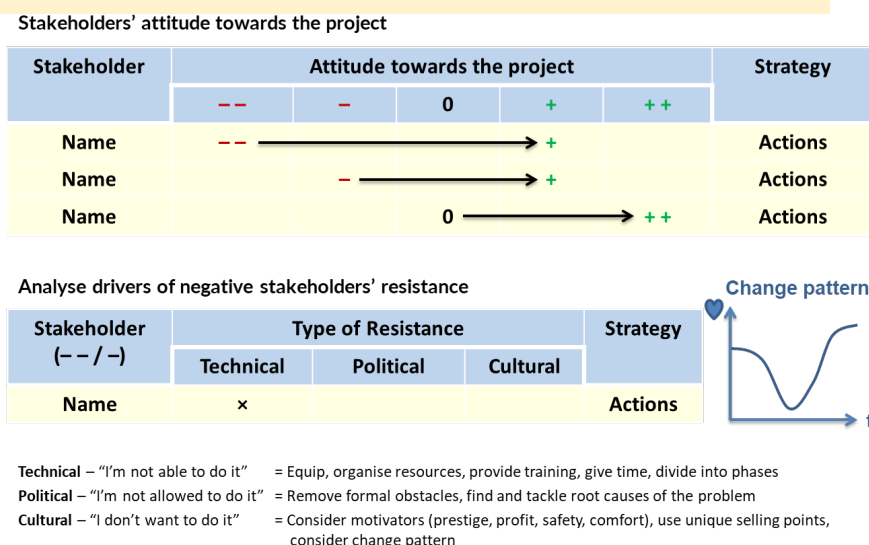 Stakeholders' attitude towards the project
Stakeholder Attitude towards the project Strategy
– – – 0 + + +
Name – – + Actions
Name – + Actions
Name 0 + + Actions
Analyse drivers of negative stakeholders' resistance
Change pattern
Stakeholder Type of Resistance Strategy
(– – / –)
Technical Political Cultural
Name × Actions
Technical – “I'm not able to do it” = Equip, organise resources, provide training, give time, divide into phases
Political – “I'm not allowed to do it” = Remove formal obstacles, find and tackle root causes of the problem
Cultural – “I don't want to do it” = Consider motivators (prestige, profit, safety, comfort), use unique selling points,
consider change pattern